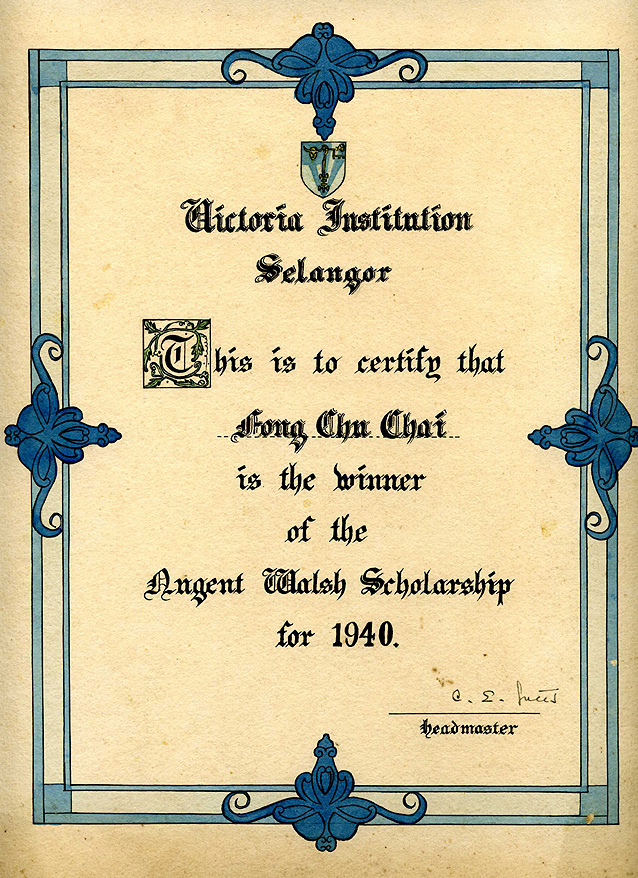 Victoria Institution
Selangor
This is to certify that
Fong Chu Chai
is the winner
of the
Nugent Walsh Scholarship
for 1940.
C. E.
Headmaster